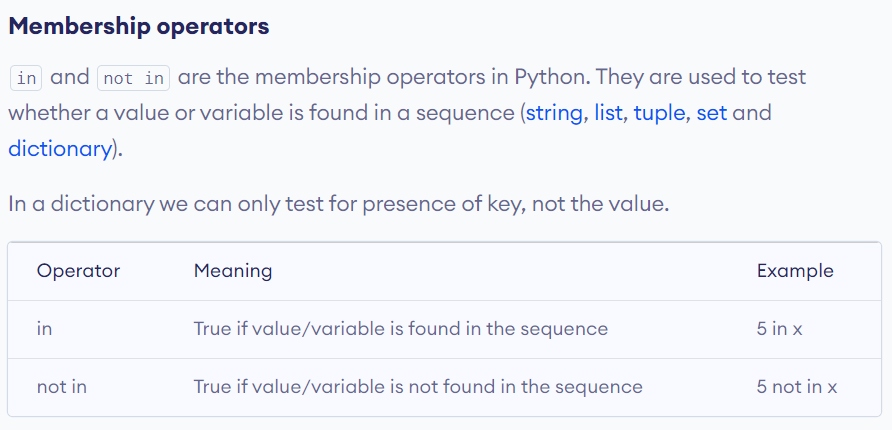 Membership operators
in and not in are the membership operators in Python. They are used to test
whether a value or variable is found in a sequence (string, list, tuple, set and
dictionary).
In a dictionary we can only test for presence of key, not the value.
Operator Meaning Example
in True if value/variable is found in the sequence 5 in x
not in True if value/variable is not found in the sequence 5 not in x